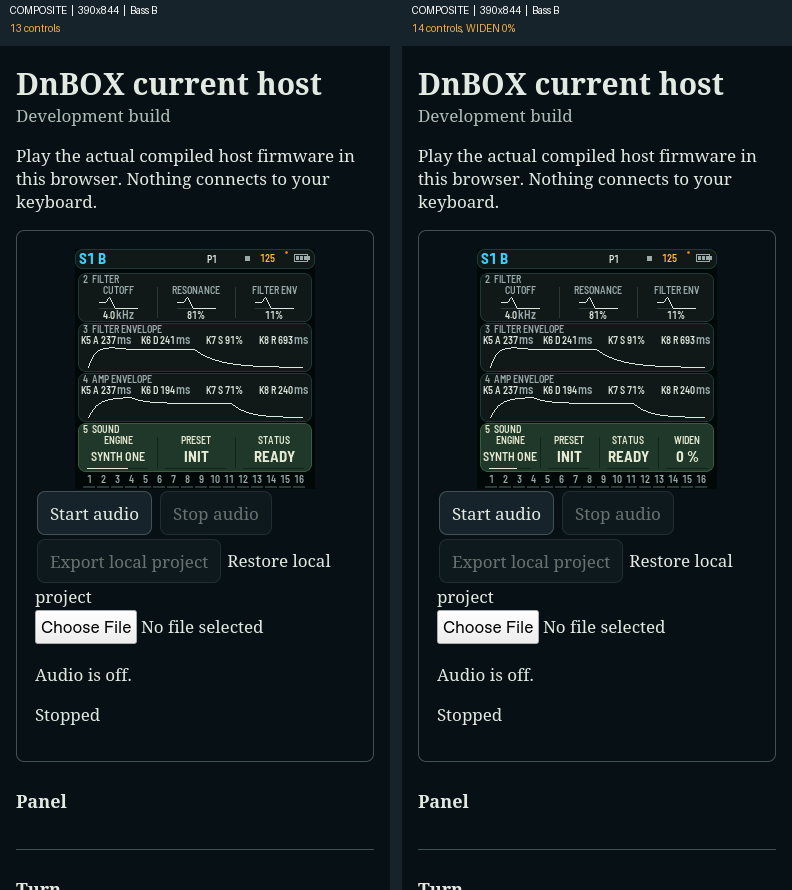 COMPOSITE | 390x844 | Bass B
13 controls
DnBOX current host
Development build
Play the actual compiled host firmware in
this browser. Nothing connects to your
keyboard.
S1 B P1 125
2 FILTER
CUTOFF RESONANCE FILTER ENV
4.0kHz 81% 11%
3 FILTER ENVELOPE
K5 A 237ms K6 D 241ms K7 S 91% K8 R 693ms
4 AMP ENVELOPE
K5 A 237ms K6 D 194ms K7 S 71% K8 R 240ms
5 SOUND
ENGINE PRESET STATUS
SYNTH ONE INIT READY
1 2 3 4 5 6 7 8 9 10 11 12 13 14 15 16
Start audio Stop audio
Export local project Restore local
project
Choose File No file selected
Audio is off.
Stopped
Panel
Turn
COMPOSITE | 390x844 | Bass B
14 controls, WIDEN 0%
DnBOX current host
Development build
Play the actual compiled host firmware in
this browser. Nothing connects to your
keyboard.
S1 B P1 125
2 FILTER
CUTOFF RESONANCE FILTER ENV
4.0kHz 81% 11%
3 FILTER ENVELOPE
K5 A 237ms K6 D 241ms K7 S 91% K8 R 693ms
4 AMP ENVELOPE
K5 A 237ms K6 D 194ms K7 S 71% K8 R 240ms
5 SOUND
ENGINE PRESET STATUS WIDEN
SYNTH ONE INIT READY 0 %
1 2 3 4 5 6 7 8 9 10 11 12 13 14 15 16
Start audio Stop audio
Export local project Restore local
project
Choose File No file selected
Audio is off.
Stopped
Panel
Turn